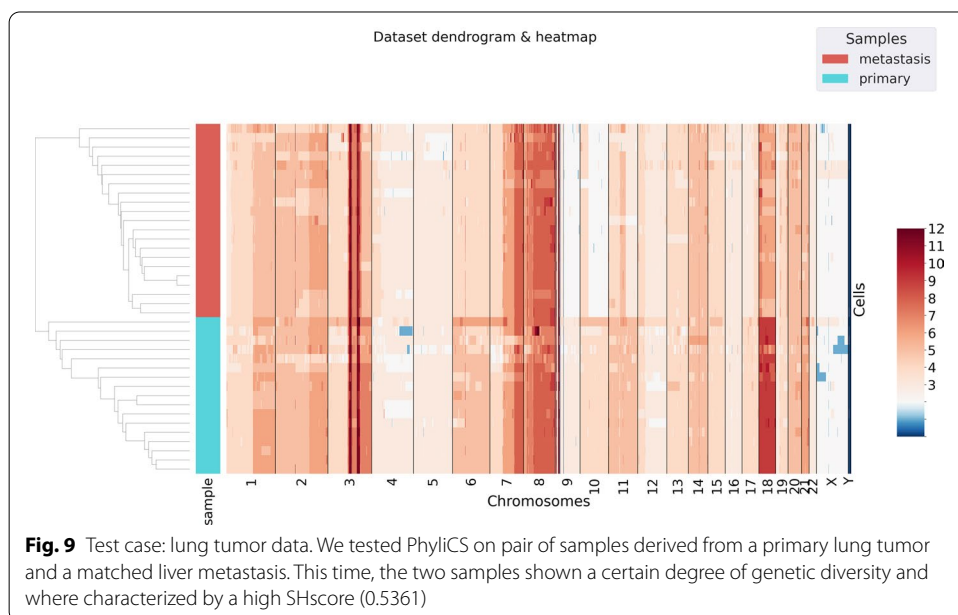 Dataset dendrogram & heatmap
Samples
metastasis
primary
12
10
9
8
7
6
5
4
3
Cells
sample
1 2 3 4 5 6 7 8 9 10 11 12 13 14 15 16 17 18 19 20 21 22 X Y
Chromosomes
Fig. 9 Test case: lung tumor data. We tested PhyliCS on pair of samples derived from a primary lung tumor
and a matched liver metastasis. This time, the two samples shown a certain degree of genetic diversity and
where characterized by a high SHscore (0.5361)